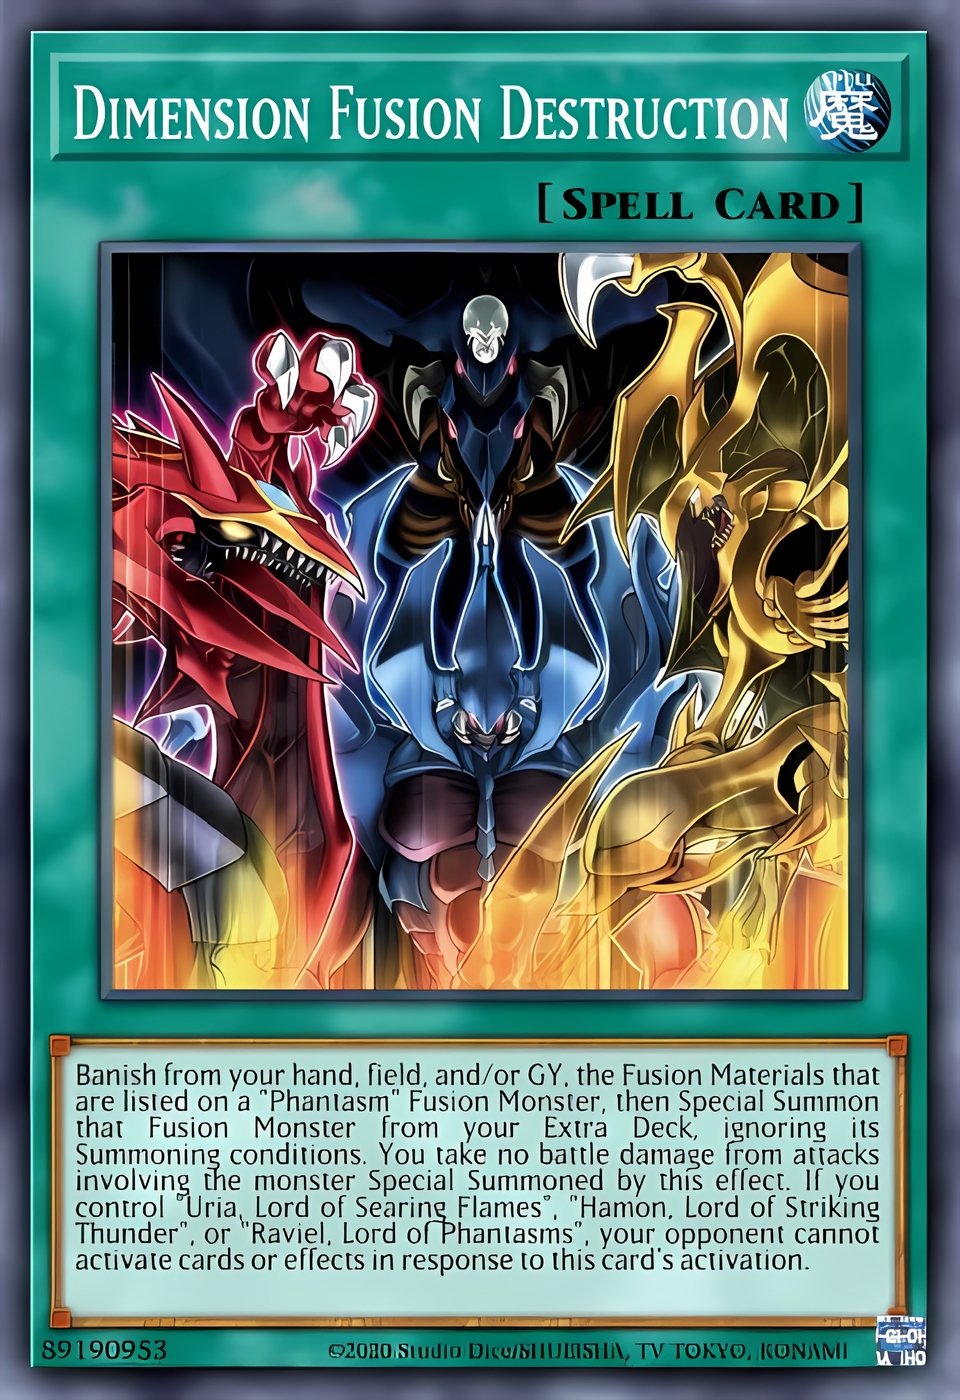 DIMENSION FUSION DESTRUCTION
魔
[SPELL CARD]
Banish from your hand, field, and/or GY, the Fusion Materials that
are listed on a "Phantasm" Fusion Monster, then Special Summon
that Fusion Monster from your Extra Deck, ignoring its
Summoning conditions. You take no battle damage from attacks
involving the monster Special Summoned by this effect. If you
control "Uria, Lord of Searing Flames", "Hamon, Lord of Striking
Thunder", or "Raviel, Lord of Phantasms", your opponent cannot
activate cards or effects in response to this card's activation.
89190953
©2020 Studio Dice/SHUEISHA, TV TOKYO, KONAMI